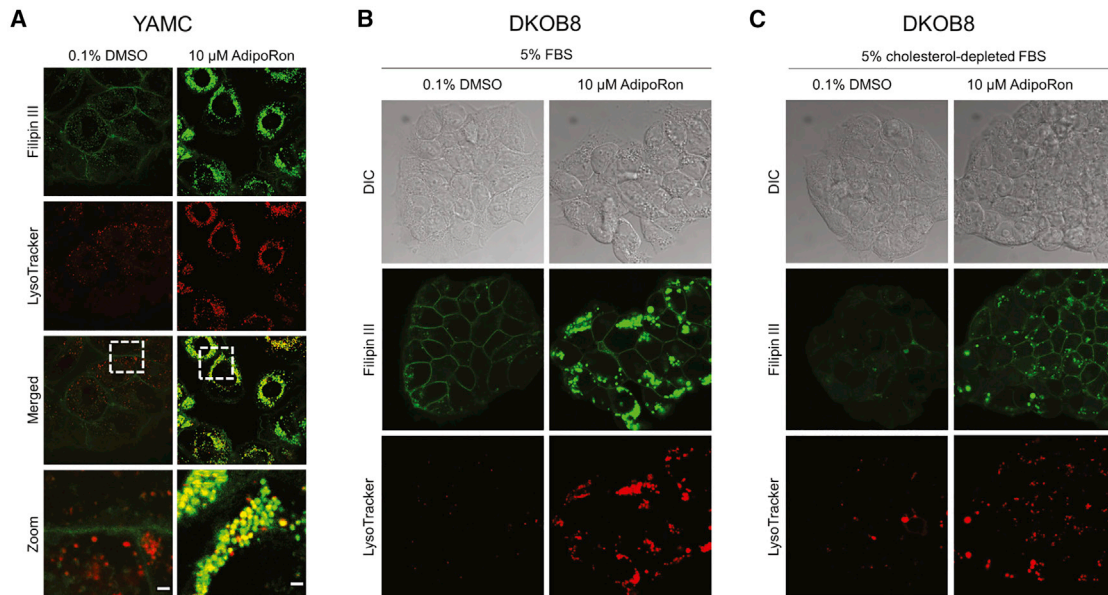 A
YAMC
0.1% DMSO
10 µM AdipoRon
Filipin III
LysoTracker
Merged
Zoom
B
DKOB8
5% FBS
0.1% DMSO
10 µM AdipoRon
DIC
Filipin III
LysoTracker
C
DKOB8
5% cholesterol-depleted FBS
0.1% DMSO
10 µM AdipoRon
DIC
Filipin III
LysoTracker